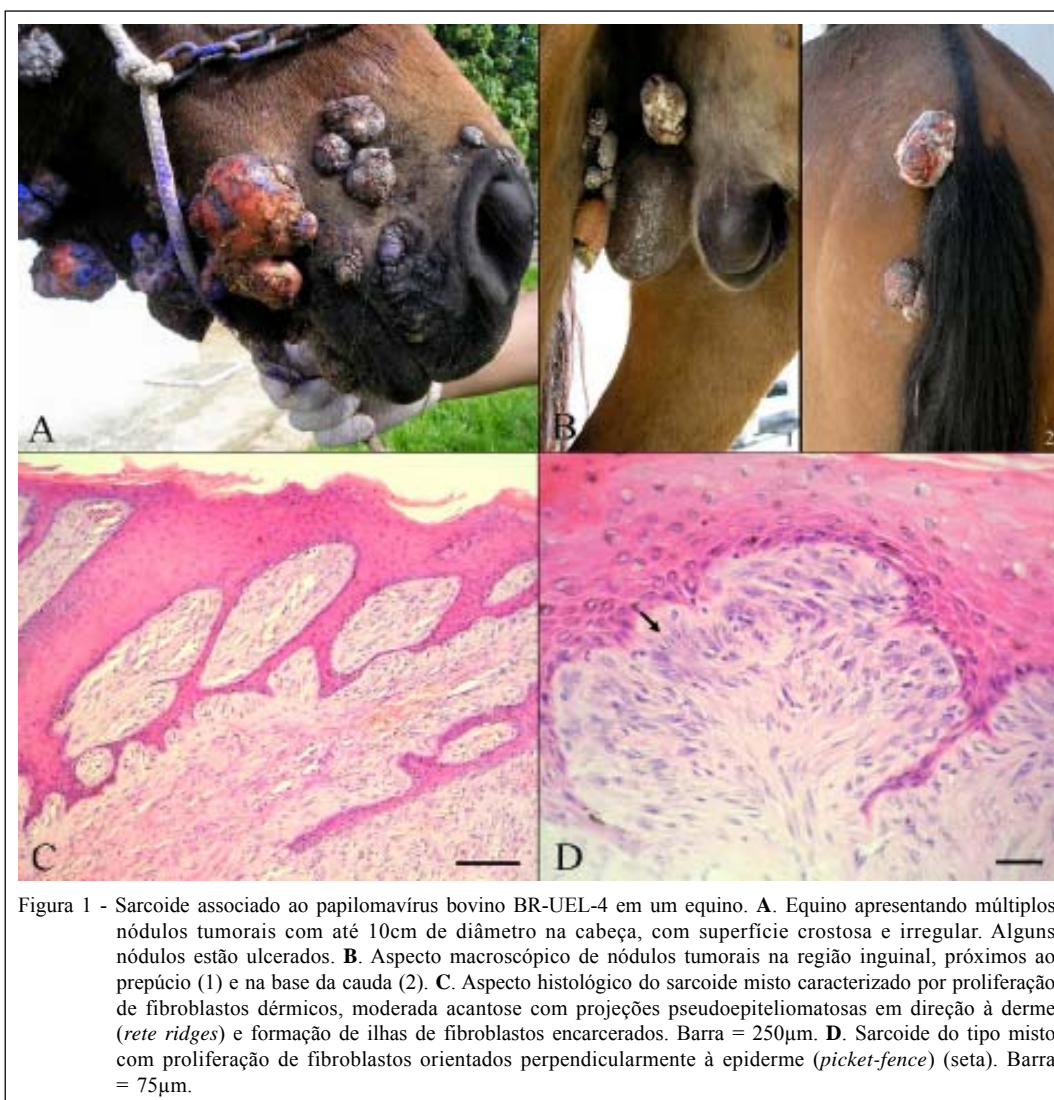 A
B
2
C
D
Figura 1 - Sarcoide associado ao papilomavírus bovino BR-UEL-4 em um equino. A. Equino apresentando múltiplos
nódulos tumorais com até 10cm de diâmetro na cabeça, com superfície crostosa e irregular. Alguns
nódulos estão ulcerados. B. Aspecto macroscópico de nódulos tumorais na região inguinal, próximos ao
prepúcio (1) e na base da cauda (2). C. Aspecto histológico do sarcoide misto caracterizado por proliferação
de fibroblastos dérmicos, moderada acantose com projeções pseudoepiteliomatosas em direção à derme
(rete ridges) e formação de ilhas de fibroblastos encarcerados. Barra = 250µm. D. Sarcoide do tipo misto
com proliferação de fibroblastos orientados perpendicularmente à epiderme (picket-fence) (seta). Barra
= 75µm.